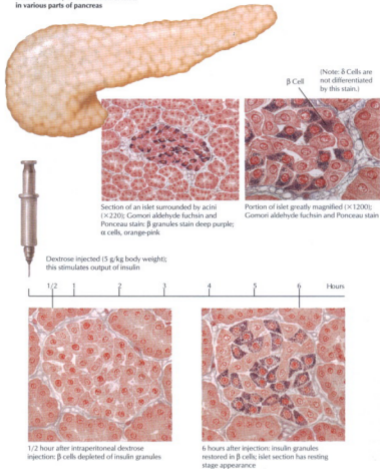 in various parts of pancreas
(Note: δ Cells are
not differentiated
by this stain.)
β Cell
Section of an islet surrounded by acini
(×220); Gomori aldehyde fuchsin and
Ponceau stain: β granules stain deep purple;
α cells, orange-pink
Portion of islet greatly magnified (×1200);
Gomori aldehyde fuchsin and Ponceau stain
Dextrose injected (5 g/kg body weight);
this stimulates output of insulin
1/2 1 2 3 4 5 6 Hours
1/2 hour after intraperitoneal dextrose
injection: β cells depleted of insulin granules
6 hours after injection: insulin granules
restored in β cells; islet section has resting
stage appearance